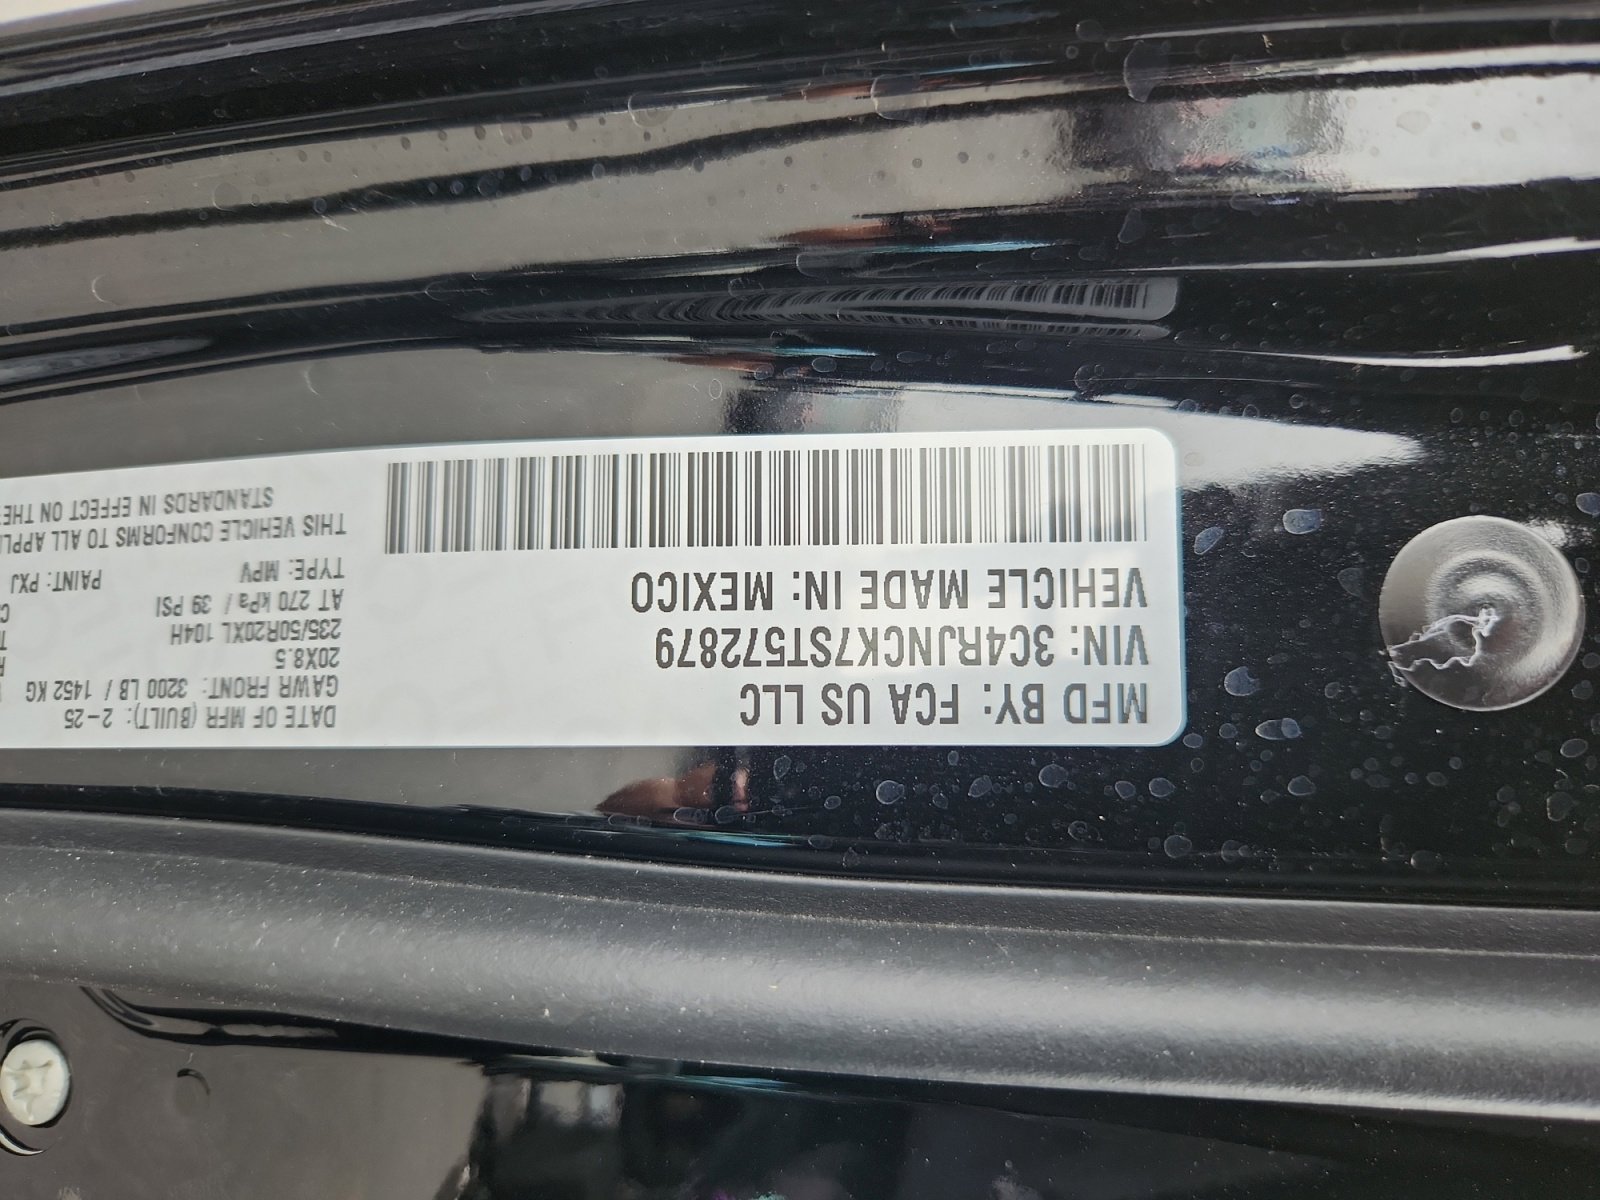 MFD BY: FCA US LLC
VIN: 3C4RJNCK7ST572879
VEHICLE MADE IN: MEXICO
DATE OF MFR (BUILT): 2-25
GAWR FRONT: 3200 LB / 1452 KG
20X8.5
235/50R20XL 104H
AT 270 kPa / 39 PSI
TYPE: MPV PAINT: PXJ
THIS VEHICLE CONFORMS TO ALL
STANDARDS IN EFFECT ON THE